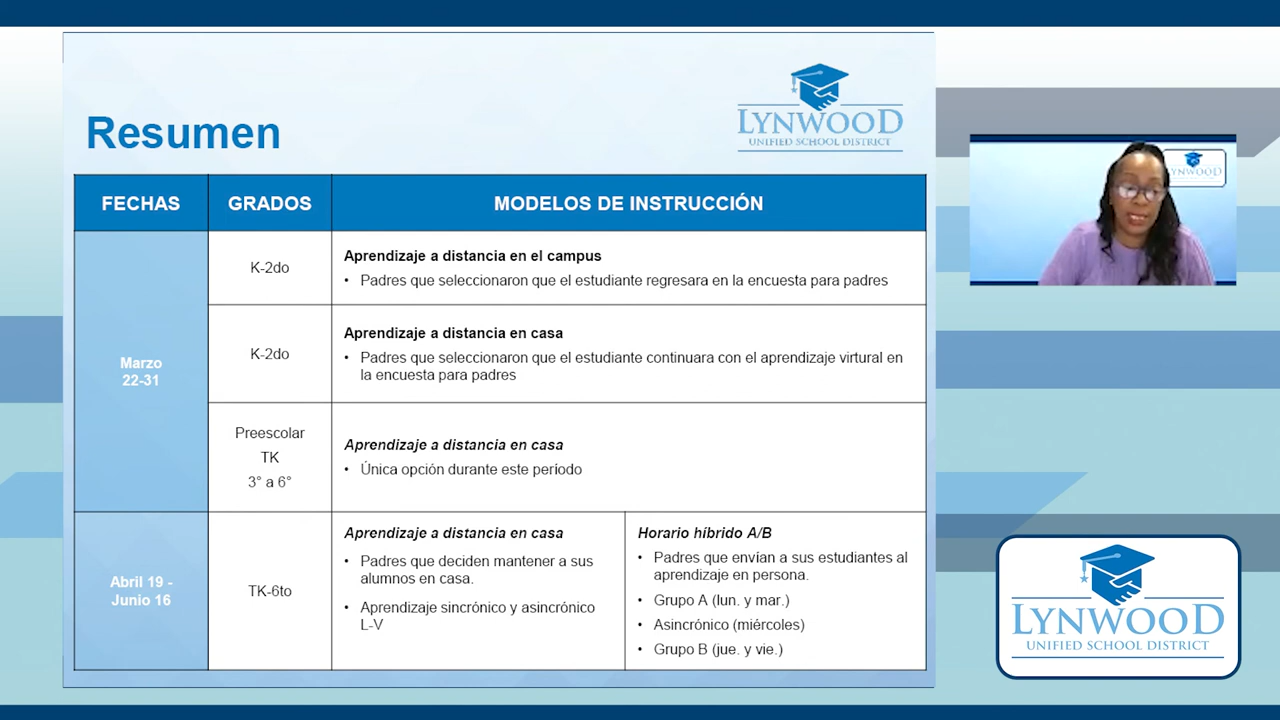 Resumen
LYNWOOD
UNIFIED SCHOOL DISTRICT
FECHAS
GRADOS
MODELOS DE INSTRUCCIÓN
Marzo
22-31
K-2do
Aprendizaje a distancia en el campus
• Padres que seleccionaron que el estudiante regresara en la encuesta para padres
K-2do
Aprendizaje a distancia en casa
• Padres que seleccionaron que el estudiante continuara con el aprendizaje virtural en
la encuesta para padres
Preescolar
TK
3° a 6°
Aprendizaje a distancia en casa
• Única opción durante este período
Abril 19 -
Junio 16
TK-6to
Aprendizaje a distancia en casa
• Padres que deciden mantener a sus
alumnos en casa.
• Aprendizaje sincrónico y asincrónico
L-V
Horario híbrido A/B
• Padres que envían a sus estudiantes al
aprendizaje en persona.
• Grupo A (lun. y mar.)
• Asincrónico (miércoles)
• Grupo B (jue. y vie.)
LYNWOOD
LYNWOOD
UNIFIED SCHOOL DISTRICT